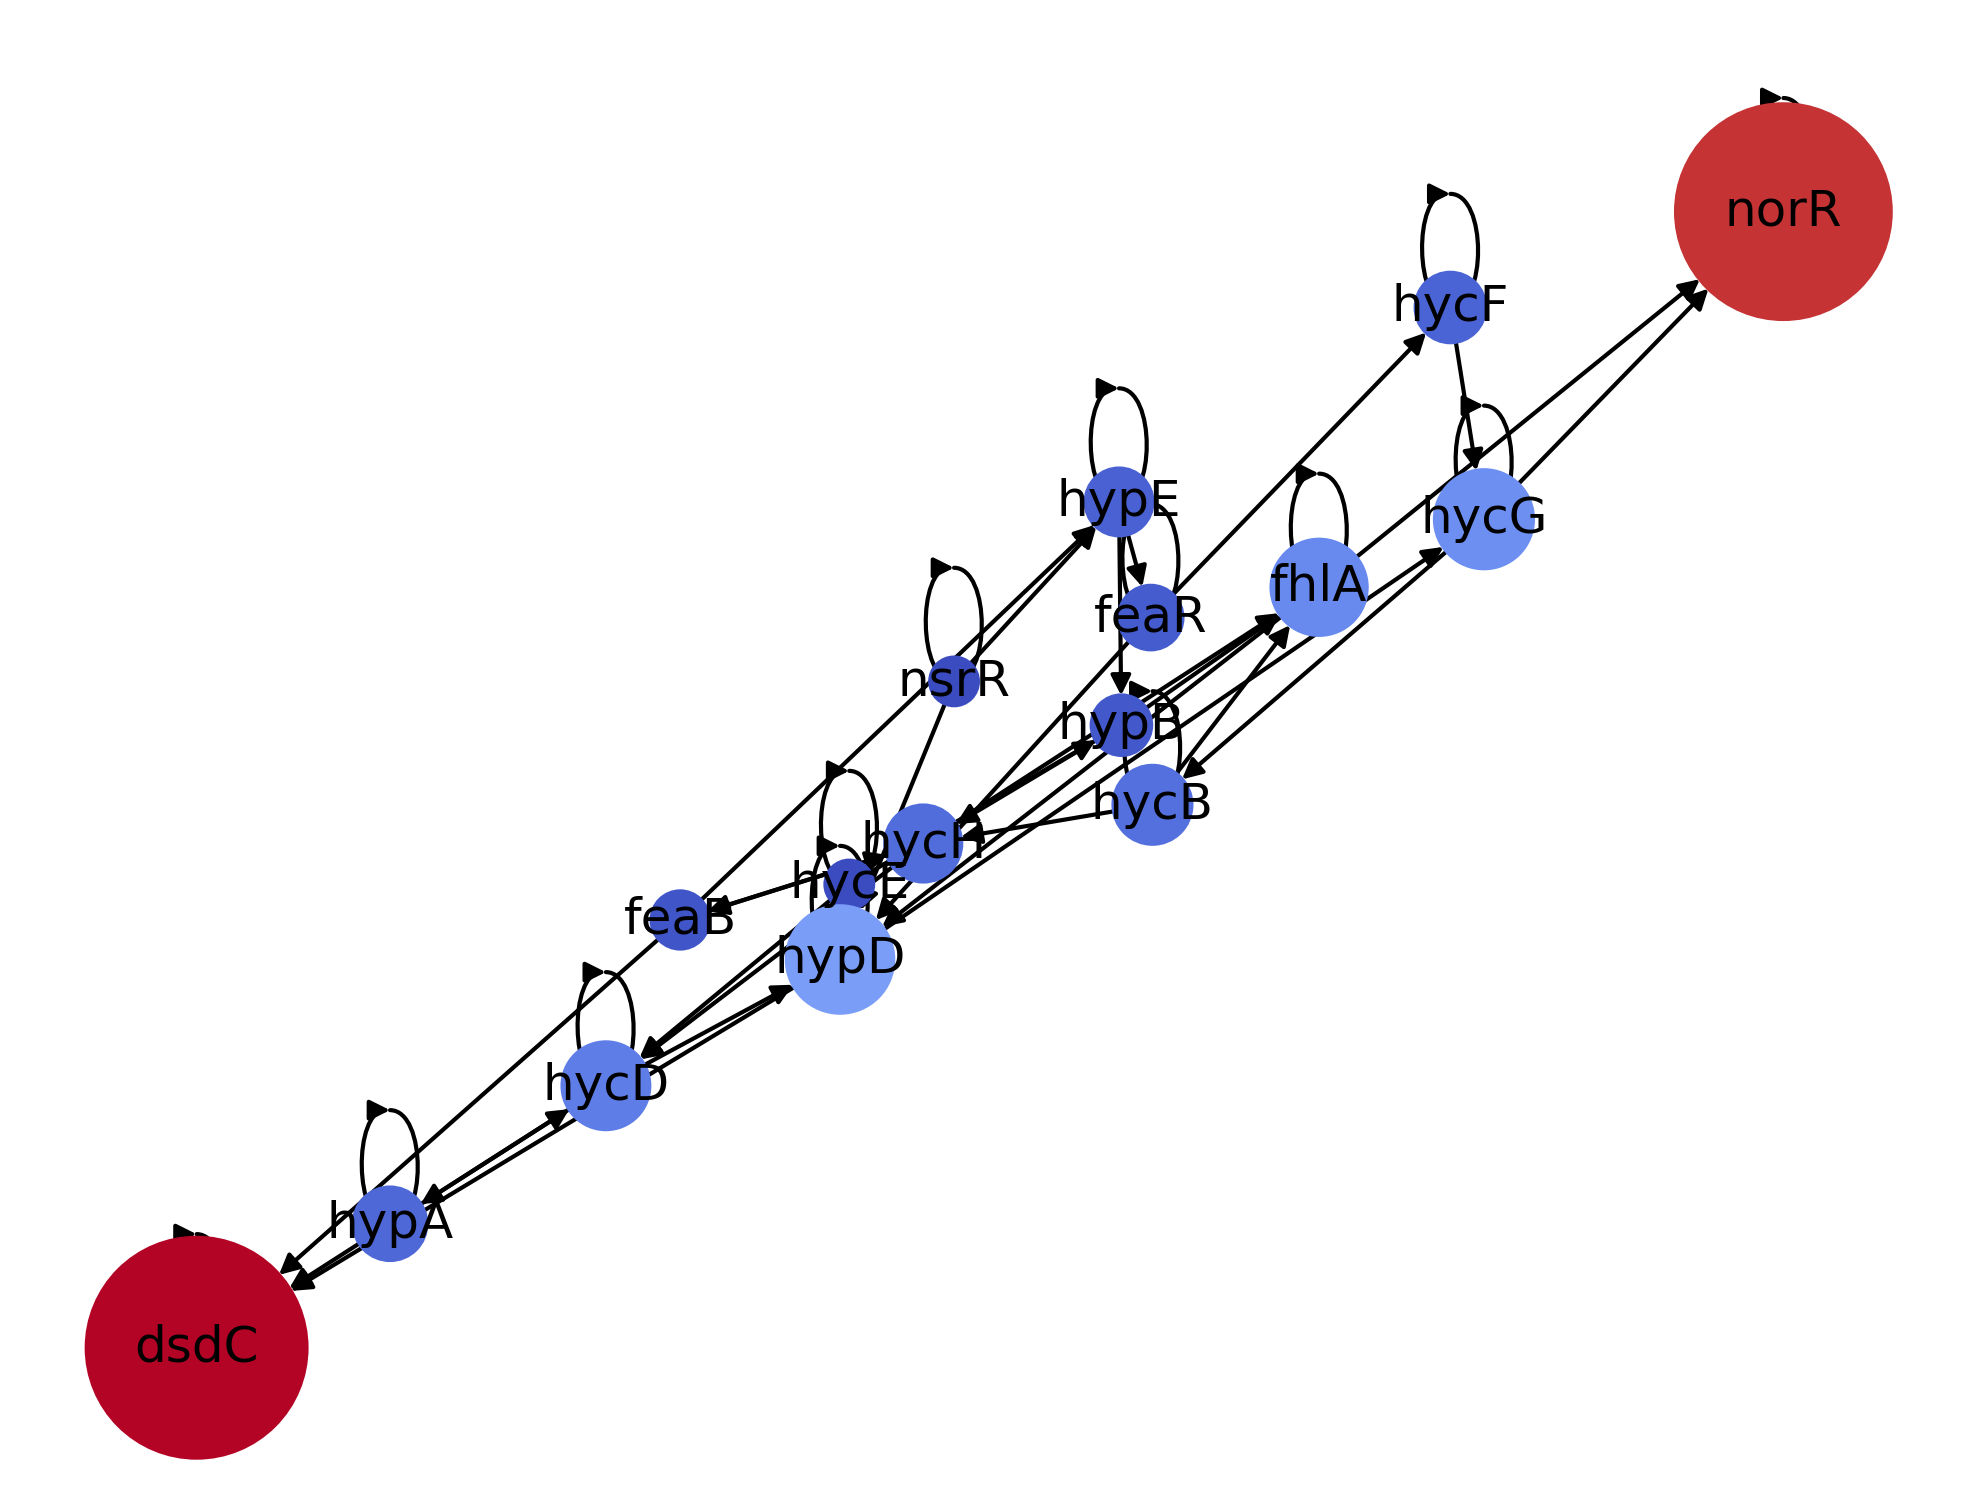 norR
hycF
hypE
hycG
fhlA
feaR
nsrR
hypB
hycB
hycH
hycE
feaB
hypD
hycD
hypA
dsdC